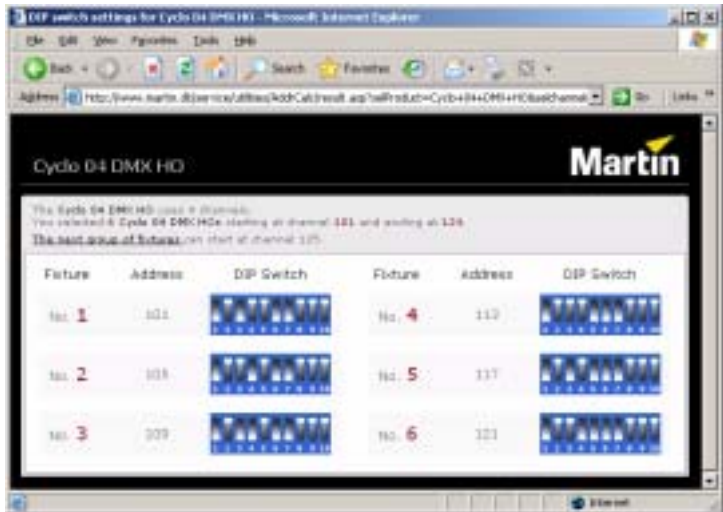 DIP switch settings for Cyclo 04 DMX HO - Microsoft Internet Explorer
File Edit View Favorites Tools Help
Back Search Favorites
Address Go Links
Cyclo 04 DMX HO
Martin
The Cyclo 04 DMX HO uses 4 channels.
You selected 6 Cyclo 04 DMX HOs starting at channel 101 and ending at 124.
The next group of fixtures can start at channel 125.
Fixture Address DIP Switch Fixture Address DIP Switch
No. 1 101 No. 4 113
No. 2 105 No. 5 117
No. 3 109 No. 6 121
Internet